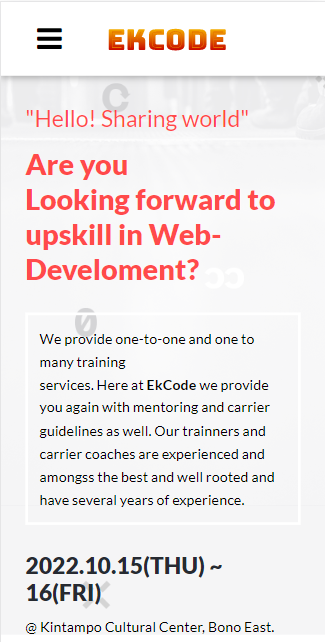 EKCODE
"Hello! Sharing world"
Are you
Looking forward to
upskill in Web-
Develoment?
We provide one-to-one and one to
many training
services. Here at EkCode we provide
you again with mentoring and carrier
guidelines as well. Our trainners and
carrier coaches are experienced and
amongss the best and well rooted and
have several years of experience.
2022.10.15(THU) ~
16(FRI)
@ Kintampo Cultural Center, Bono East.